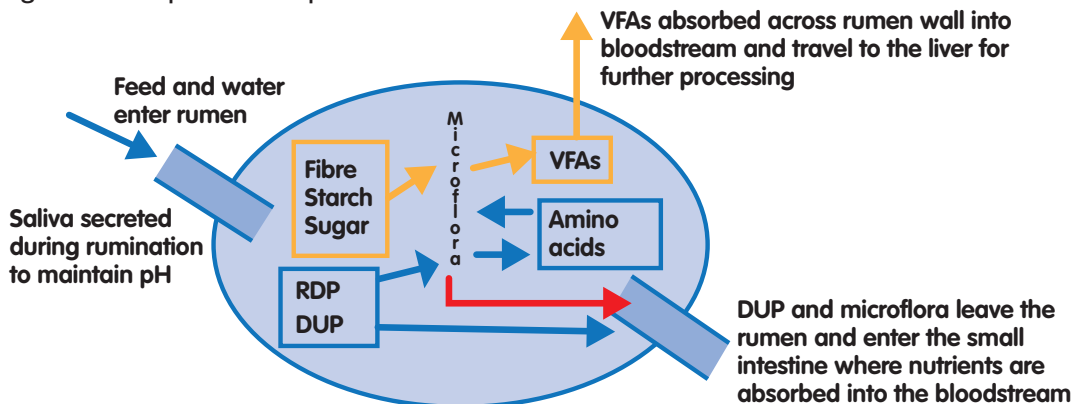 VFAs absorbed across rumen wall into
bloodstream and travel to the liver for
further processing
Feed and water
enter rumen
Microflora
Fibre
Starch
Sugar
VFAs
Amino
acids
Saliva secreted
during rumination
to maintain pH
RDP
DUP
DUP and microflora leave the
rumen and enter the small
intestine where nutrients are
absorbed into the bloodstream